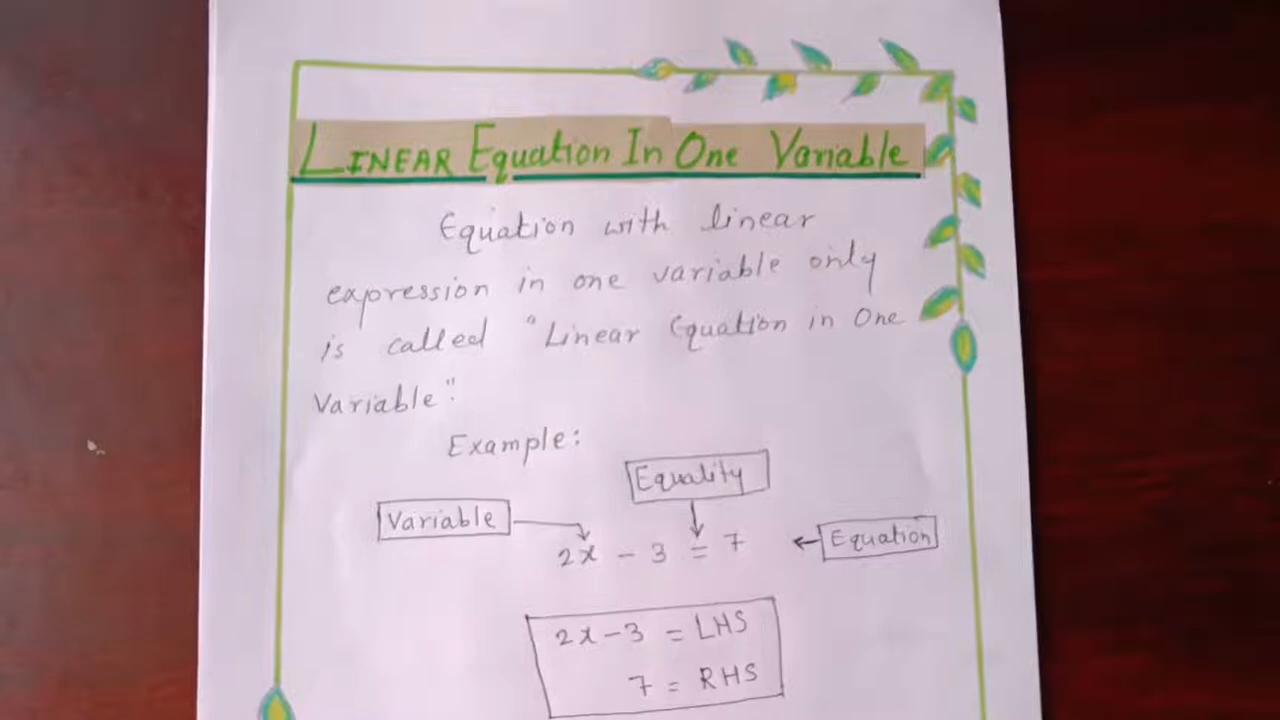 LINEAR Equation In One Variable
Equation with linear
expression in one variable only
is called "Linear Equation in One
Variable".
Example:
Equality
Variable
2x - 3 = 7
Equation
2x-3 = LHS
7 = RHS